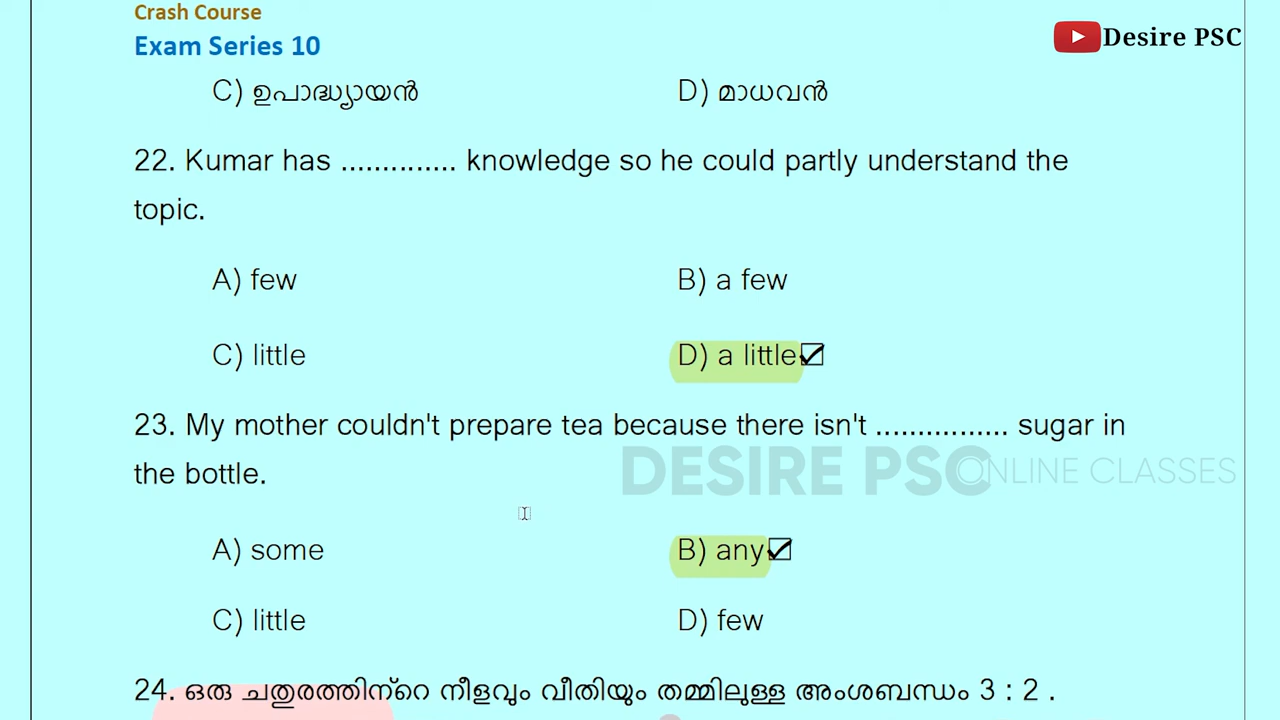 Crash Course
Exam Series 10
Desire PSC
C) ഉപാദ്ധ്യായൻ D) മാധവൻ
22. Kumar has .............. knowledge so he could partly understand the
topic.
A) few B) a few
C) little D) a little
23. My mother couldn't prepare tea because there isn't ................ sugar in
the bottle.
DESIRE PSC ONLINE CLASSES
A) some B) any
C) little D) few
24. ഒരു ചതുരത്തിന്റെ നീളവും വീതിയും തമ്മിലുള്ള അംശബന്ധം 3 : 2 .